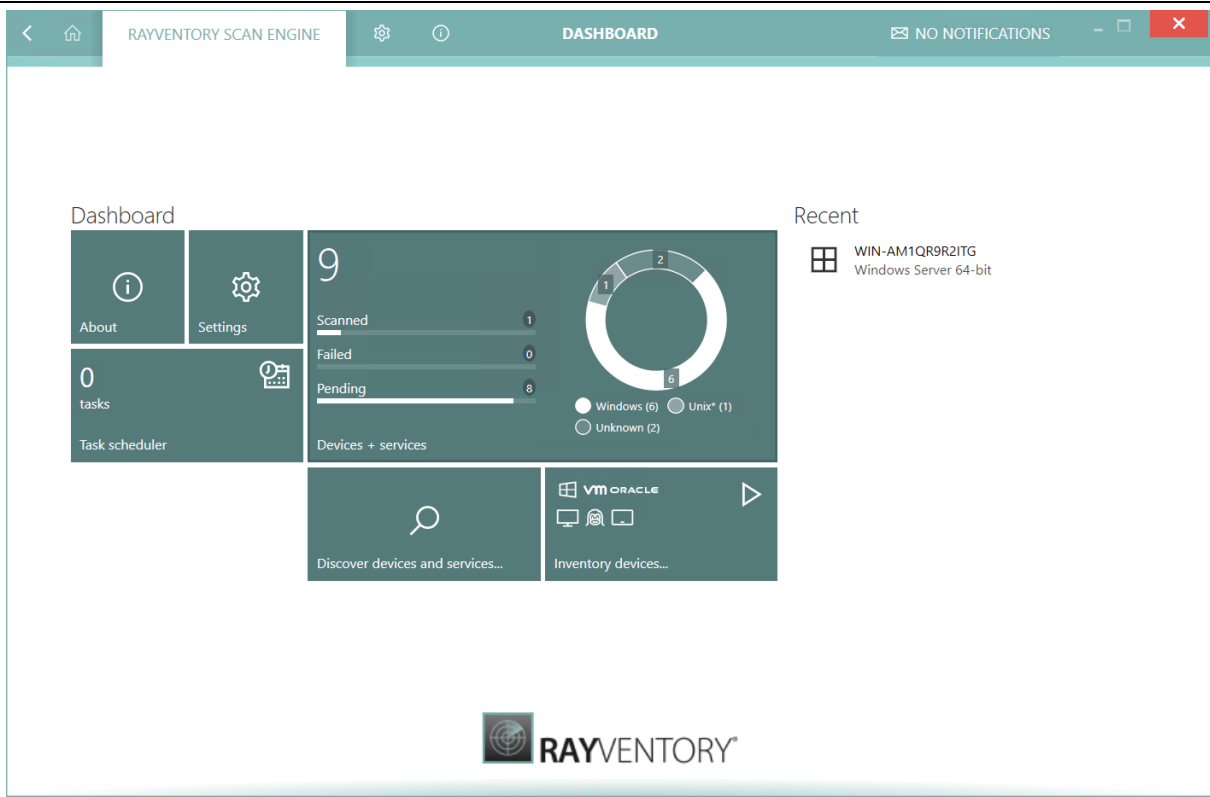 RAYVENTORY SCAN ENGINE
DASHBOARD
NO NOTIFICATIONS
Dashboard
About
Settings
0
tasks
Task scheduler
9
Scanned 1
Failed 0
Pending 8
Devices + services
2
1
6
Windows (6) Unix* (1)
Unknown (2)
Discover devices and services...
vm ORACLE
Inventory devices...
Recent
WIN-AM1QR9R2ITG
Windows Server 64-bit
RAYVENTORY®